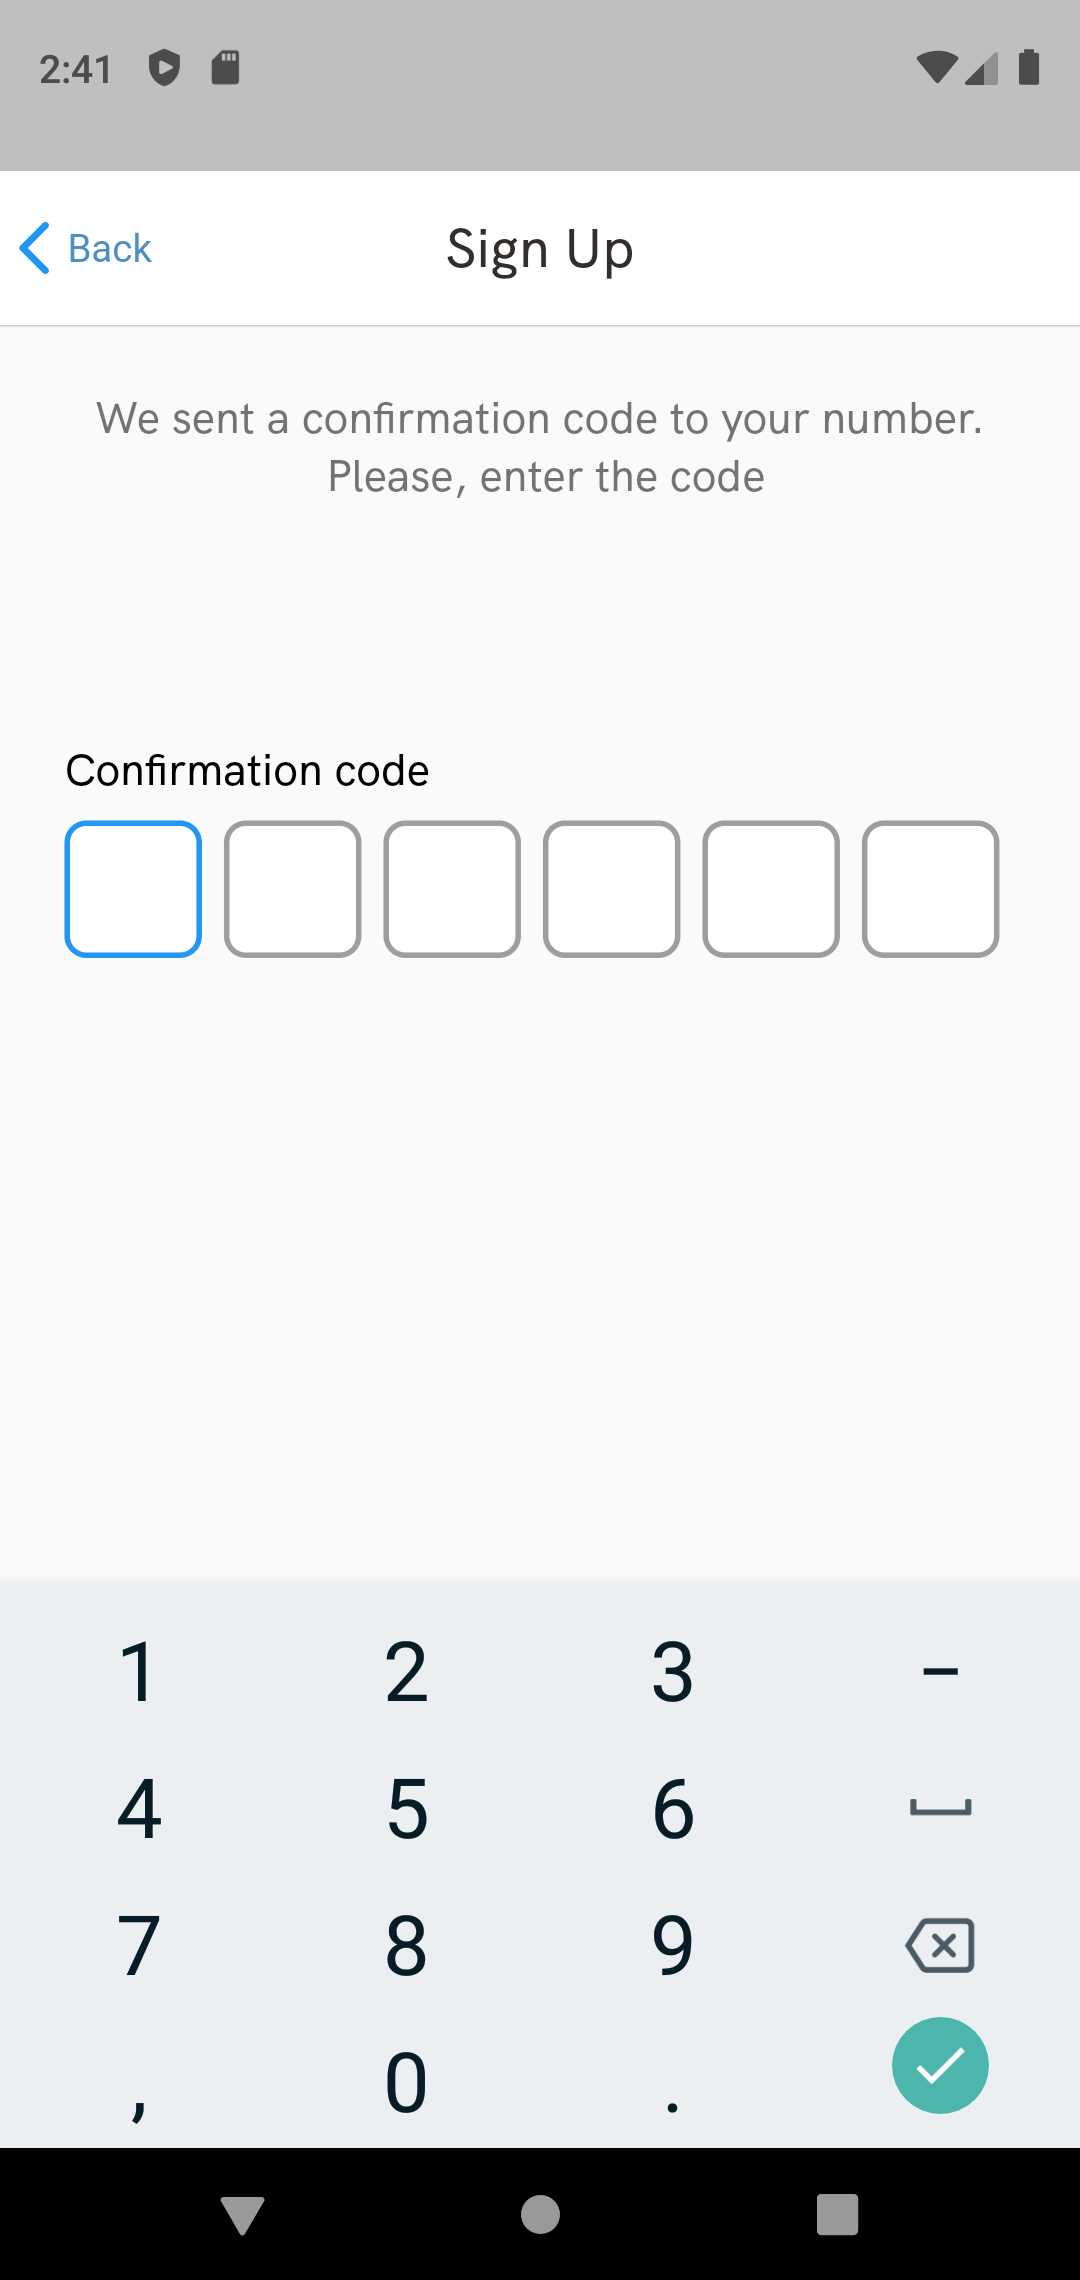 2:41
Back
Sign Up
We sent a confirmation code to your number.
Please, enter the code
Confirmation code
1 2 3 –
4 5 6
7 8 9
, 0 .